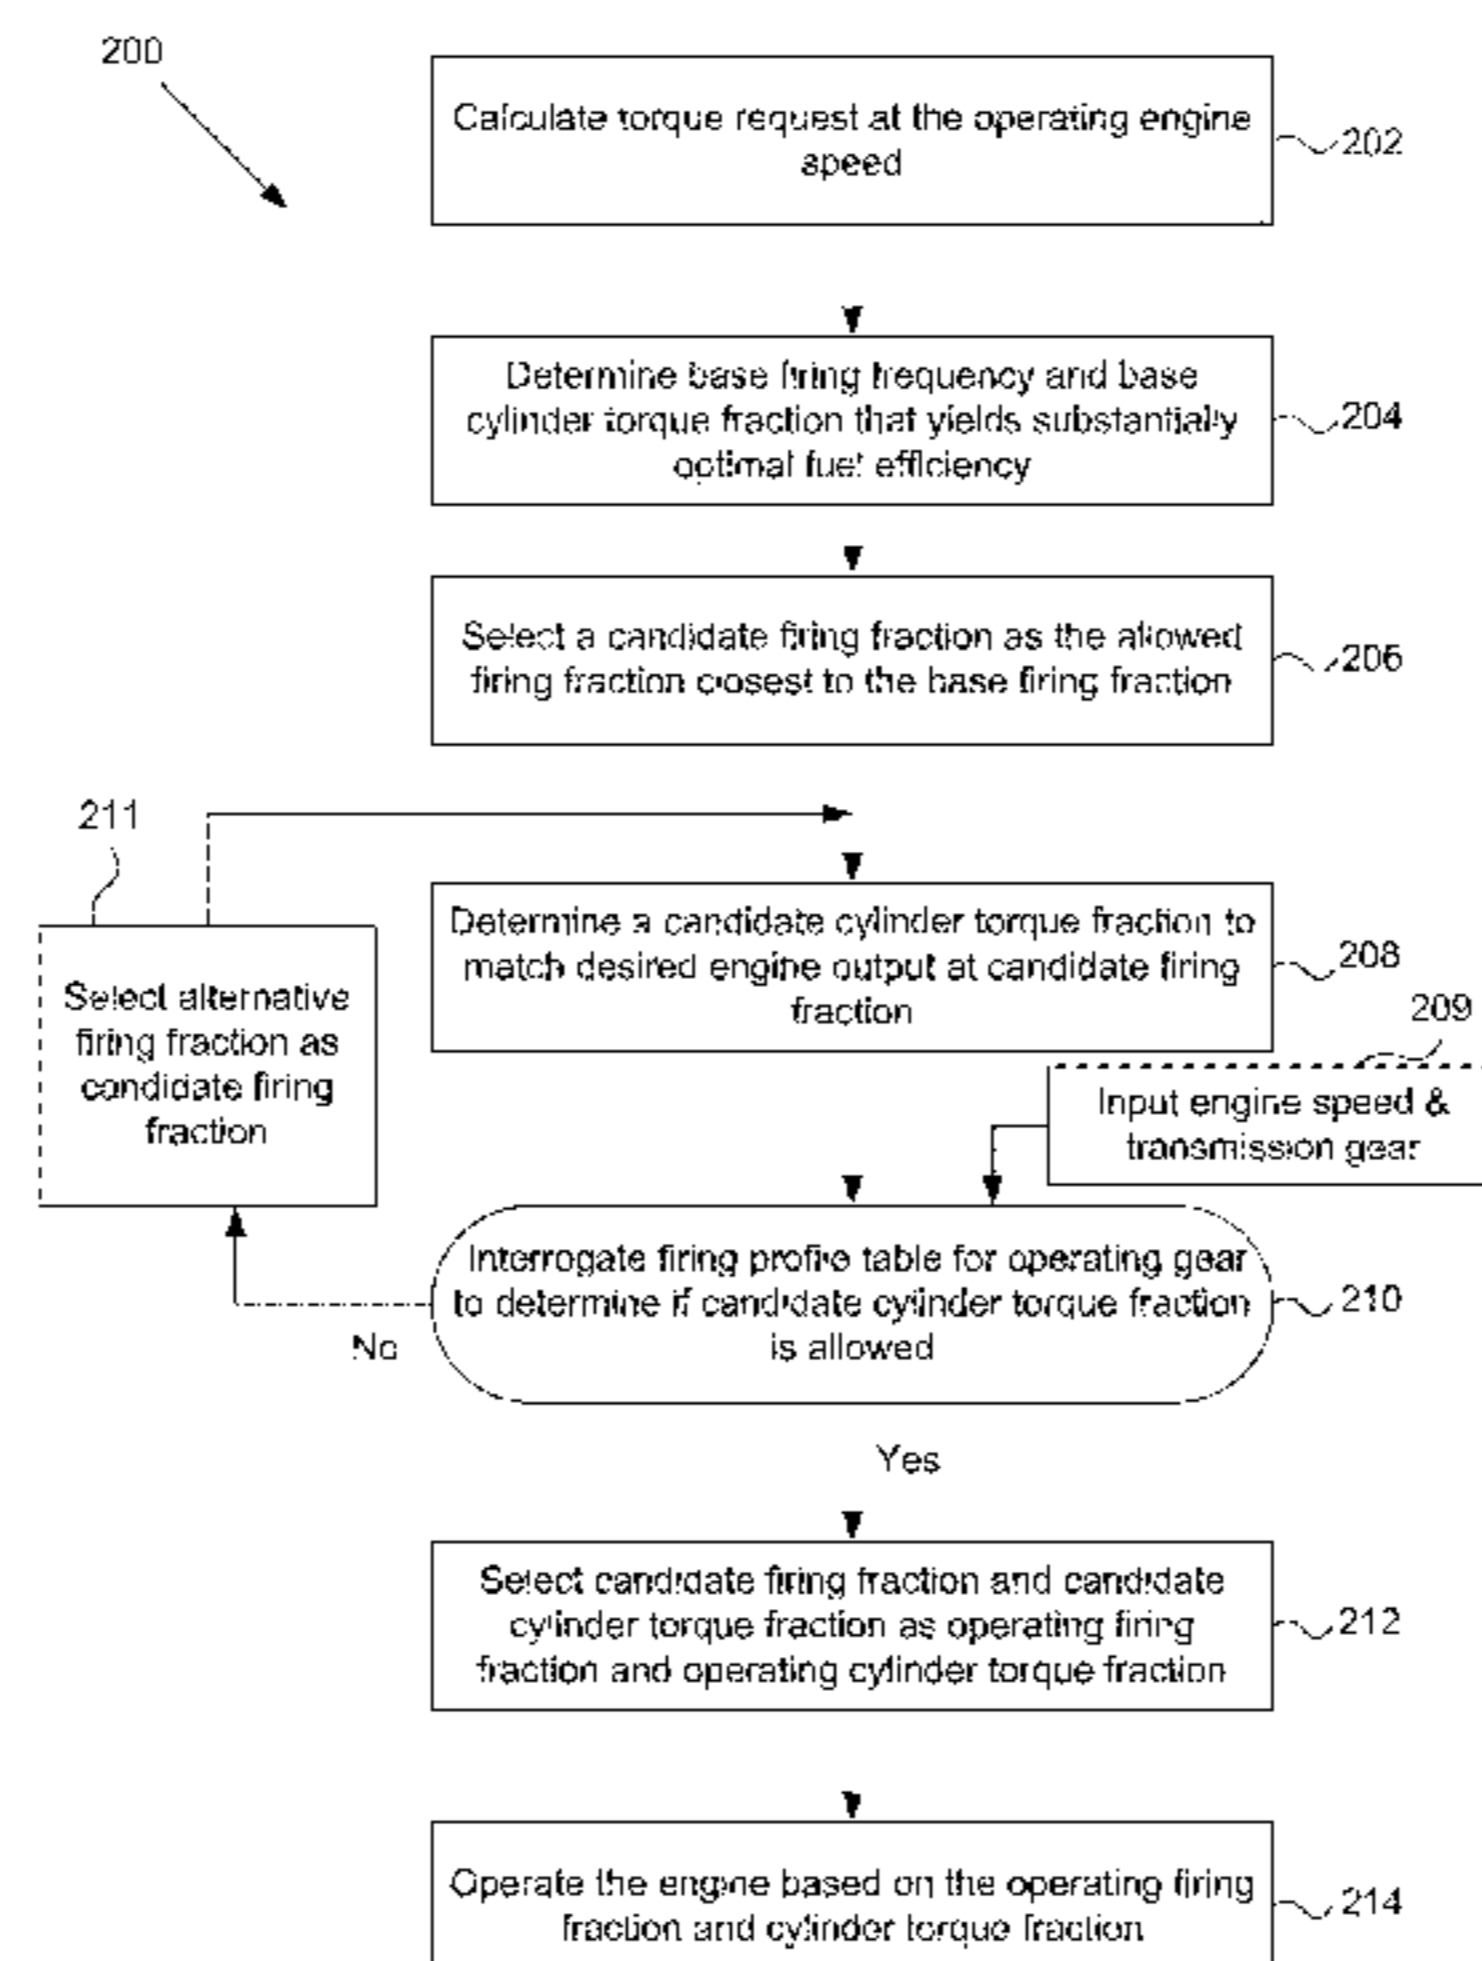 200
Calculate torque request at the operating engine
speed
202
Determine base firing frequency and base
cylinder torque fraction that yields substantially
optimal fuel efficiency
204
Select a candidate firing fraction as the allowed
firing fraction closest to the base firing fraction
206
211
Select alternative
firing fraction as
candidate firing
fraction
Determine a candidate cylinder torque fraction to
match desired engine output at candidate firing
fraction
208
209
Input engine speed &
transmission gear
Interrogate firing profile table for operating gear
to determine if candidate cylinder torque fraction
is allowed
210
No
Yes
Select candidate firing fraction and candidate
cylinder torque fraction as operating firing
fraction and operating cylinder torque fraction
212
Operate the engine based on the operating firing
fraction and cylinder torque fraction
214